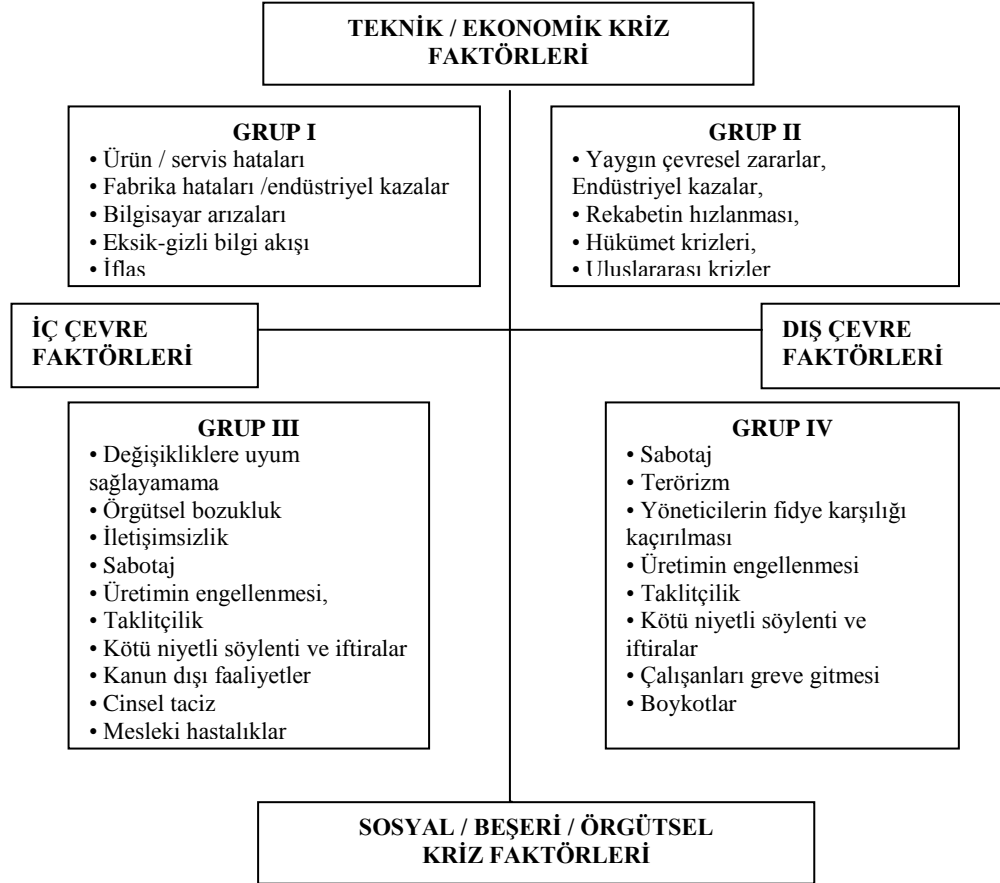 TEKNİK / EKONOMİK KRİZ
FAKTÖRLERİ
GRUP I
• Ürün / servis hataları
• Fabrika hataları /endüstriyel kazalar
• Bilgisayar arızaları
• Eksik-gizli bilgi akışı
• İflas
GRUP II
• Yaygın çevresel zararlar,
Endüstriyel kazalar,
• Rekabetin hızlanması,
• Hükümet krizleri,
• Uluslararası krizler
İÇ ÇEVRE
FAKTÖRLERİ
DIŞ ÇEVRE
FAKTÖRLERİ
GRUP III
• Değişikliklere uyum
sağlayamama
• Örgütsel bozukluk
• İletişimsizlik
• Sabotaj
• Üretimin engellenmesi,
• Taklitçilik
• Kötü niyetli söylenti ve iftiralar
• Kanun dışı faaliyetler
• Cinsel taciz
• Mesleki hastalıklar
GRUP IV
• Sabotaj
• Terörizm
• Yöneticilerin fidye karşılığı
kaçırılması
• Üretimin engellenmesi
• Taklitçilik
• Kötü niyetli söylenti ve
iftiralar
• Çalışanları greve gitmesi
• Boykotlar
SOSYAL / BEŞERİ / ÖRGÜTSEL
KRİZ FAKTÖRLERİ